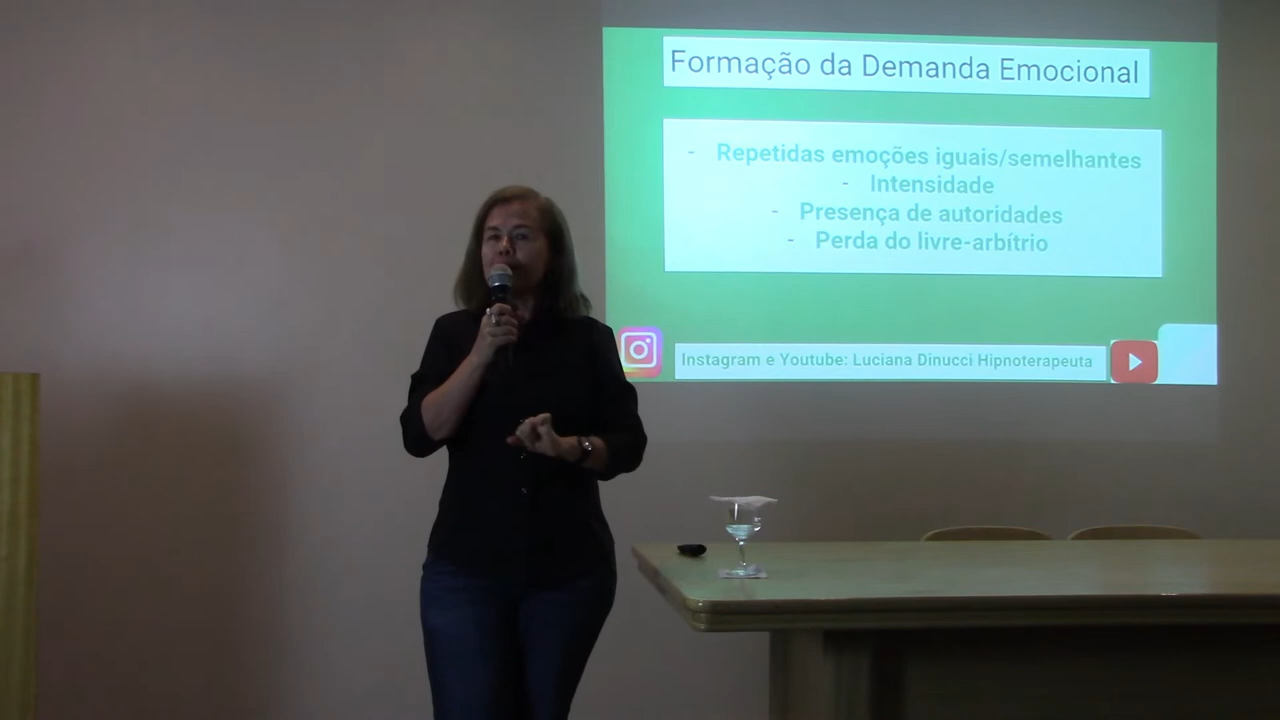 Formação da Demanda Emocional
- Repetidas emoções iguais/semelhantes
- Intensidade
- Presença de autoridades
- Perda do livre-arbítrio
Instagram e Youtube: Luciana Dinucci Hipnoterapeuta